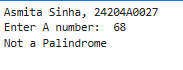 Asmita Sinha, 24204A0027
Enter A number:  68
Not a Palindrome